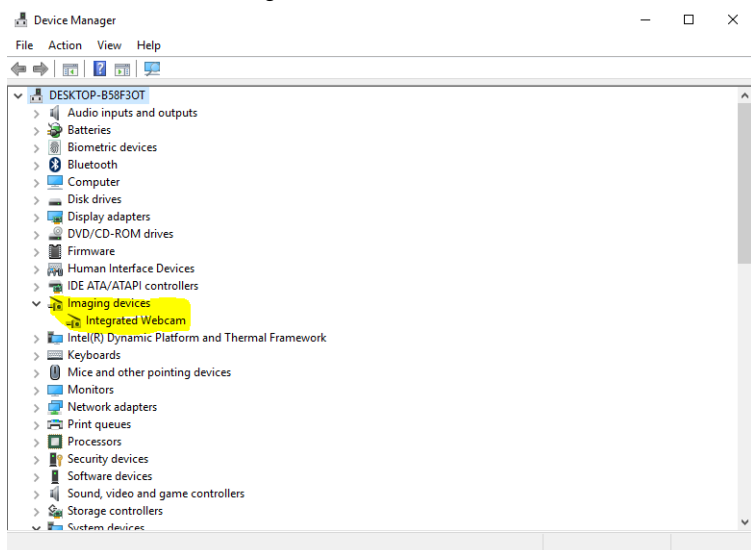 Device Manager
File Action View Help
DESKTOP-B58F3OT
Audio inputs and outputs
Batteries
Biometric devices
Bluetooth
Computer
Disk drives
Display adapters
DVD/CD-ROM drives
Firmware
Human Interface Devices
IDE ATA/ATAPI controllers
Imaging devices
Integrated Webcam
Intel(R) Dynamic Platform and Thermal Framework
Keyboards
Mice and other pointing devices
Monitors
Network adapters
Print queues
Processors
Security devices
Software devices
Sound, video and game controllers
Storage controllers
System devices